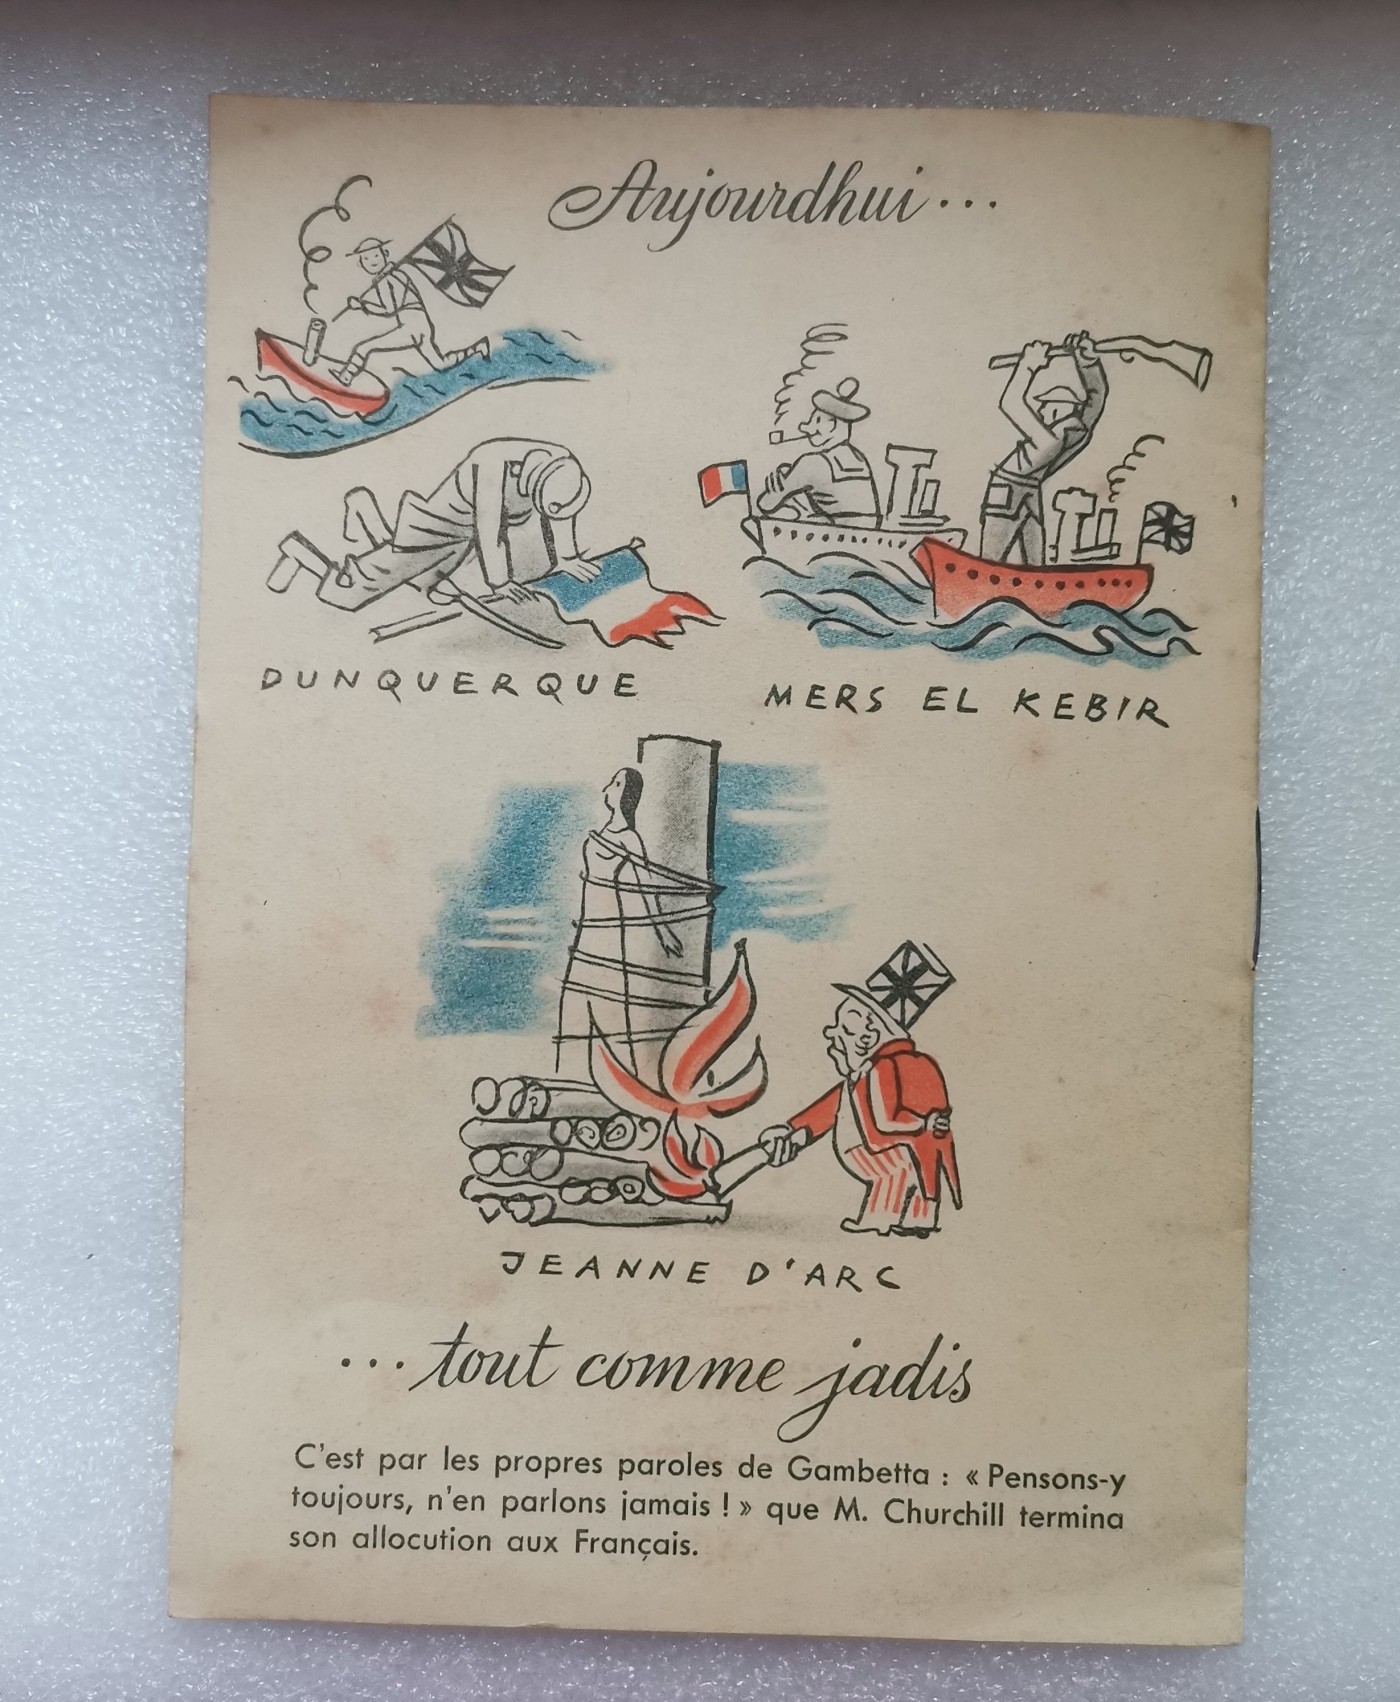 Aujourdhui...
DUNQUERQUE
MERS EL KEBIR
JEANNE D'ARC
...tout comme jadis
C'est par les propres paroles de Gambetta : « Pensons-y
toujours, n'en parlons jamais ! » que M. Churchill termina
son allocution aux Français.